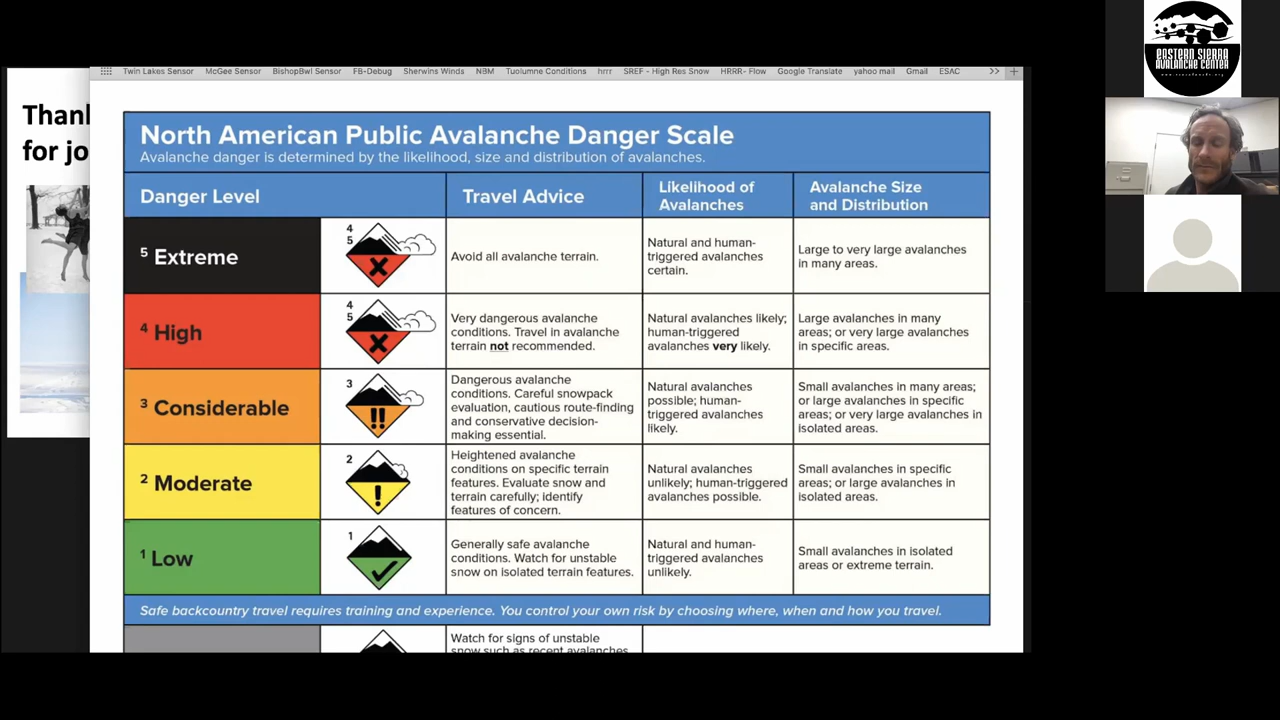 EASTERN SIERRA
AVALANCHE CENTER
Twin Lakes Sensor McGee Sensor BishopBwl Sensor FB-Debug Sherwins Winds NBM Tuolumne Conditions hrrr SREF - High Res Snow HRRR- Flow Google Translate yahoo mail Gmail ESAC >> +
for jo
North American Public Avalanche Danger Scale
Avalanche danger is determined by the likelihood, size and distribution of avalanches.
Danger Level
Travel Advice
Likelihood of
Avalanches
Avalanche Size
and Distribution
5 Extreme
4
5
Avoid all avalanche terrain.
Natural and human-
triggered avalanches
certain.
Large to very large avalanches
in many areas.
4 High
4
5
Very dangerous avalanche
conditions. Travel in avalanche
terrain not recommended.
Natural avalanches likely;
human-triggered
avalanches very likely.
Large avalanches in many
areas; or very large avalanches
in specific areas.
3 Considerable
3
!!
Dangerous avalanche
conditions. Careful snowpack
evaluation, cautious route-finding
and conservative decision-
making essential.
Natural avalanches
possible; human-
triggered avalanches
likely.
Small avalanches in many areas;
or large avalanches in specific
areas; or very large avalanches in
isolated areas.
2 Moderate
2
!
Heightened avalanche
conditions on specific terrain
features. Evaluate snow and
terrain carefully; identify
features of concern.
Natural avalanches
unlikely; human-triggered
avalanches possible.
Small avalanches in specific
areas; or large avalanches in
isolated areas.
1 Low
1
Generally safe avalanche
conditions. Watch for unstable
snow on isolated terrain features.
Natural and human-
triggered avalanches
unlikely.
Small avalanches in isolated
areas or extreme terrain.
Safe backcountry travel requires training and experience. You control your own risk by choosing where, when and how you travel.
Watch for signs of unstable
snow such as recent avalanches